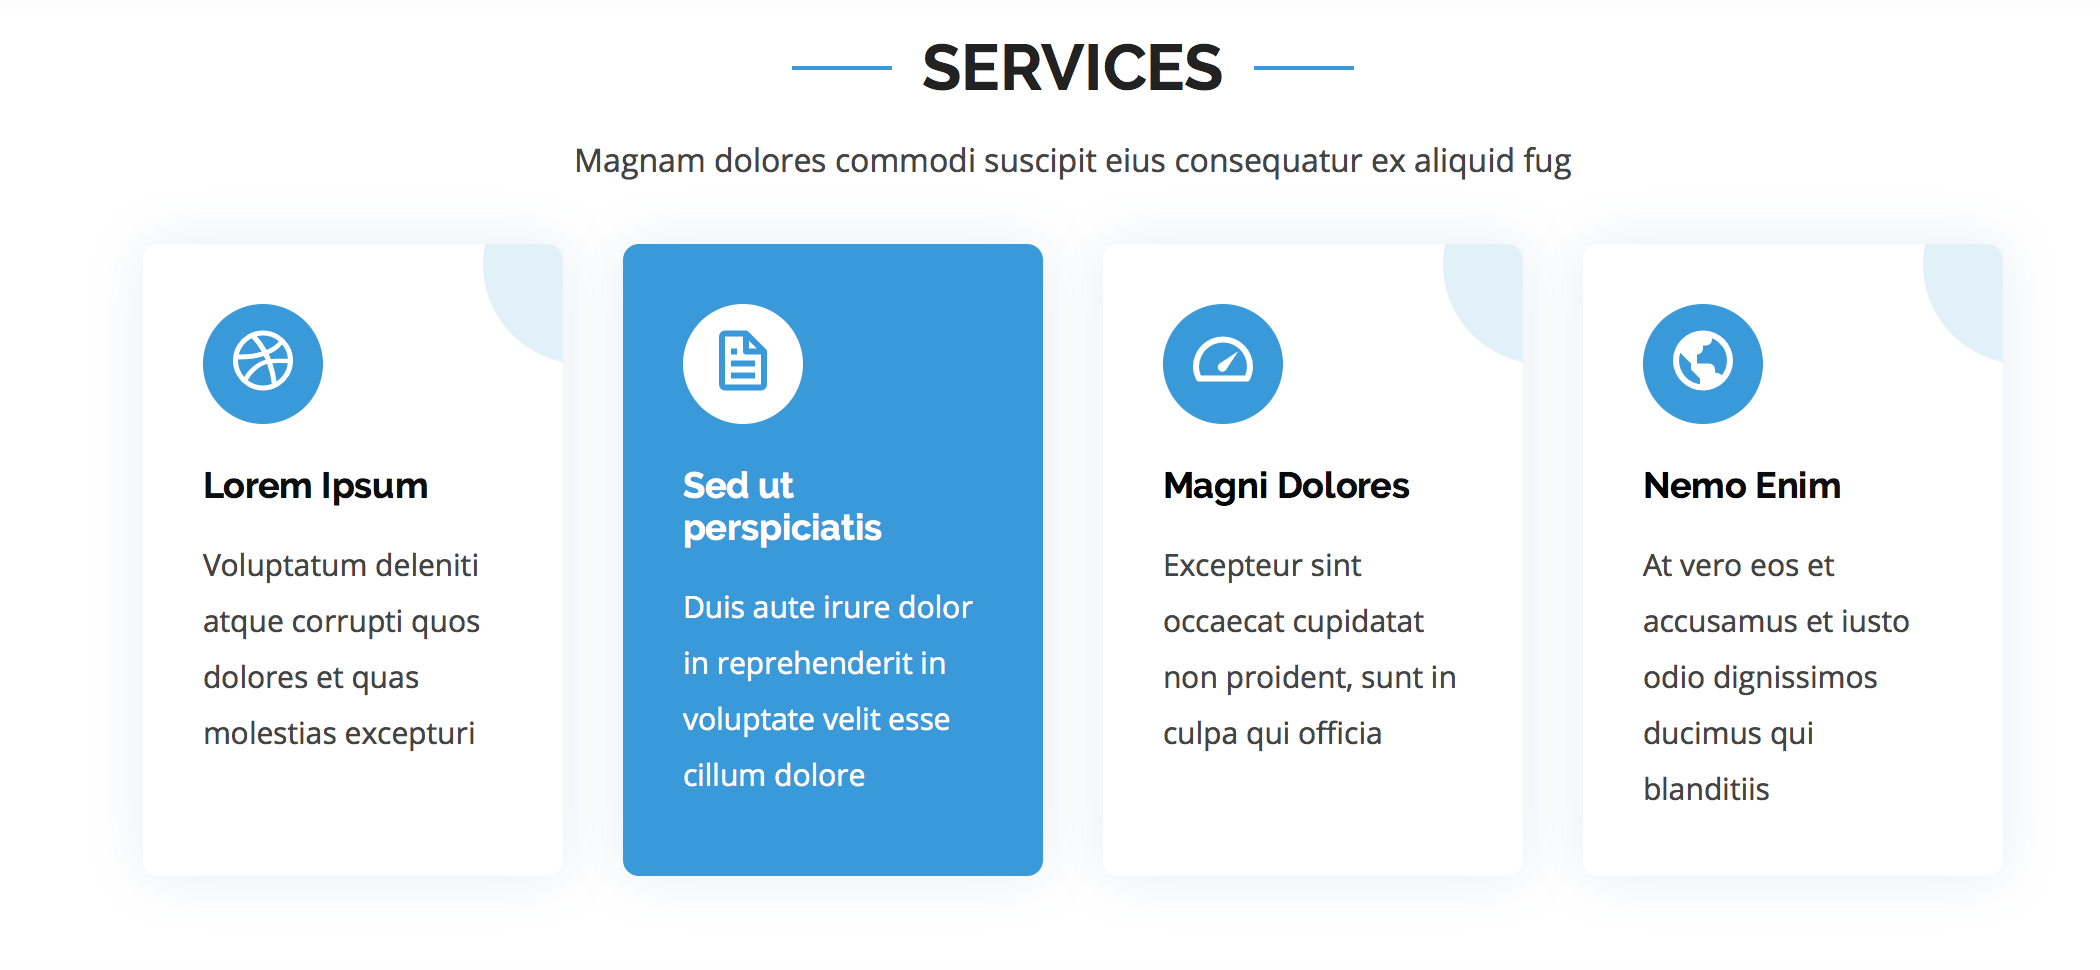 SERVICES
Magnam dolores commodi suscipit eius consequatur ex aliquid fug
Lorem Ipsum
Voluptatum deleniti
atque corrupti quos
dolores et quas
molestias excepturi
Sed ut
perspiciatis
Duis aute irure dolor
in reprehenderit in
voluptate velit esse
cillum dolore
Magni Dolores
Excepteur sint
occaecat cupidatat
non proident, sunt in
culpa qui officia
Nemo Enim
At vero eos et
accusamus et iusto
odio dignissimos
ducimus qui
blanditiis